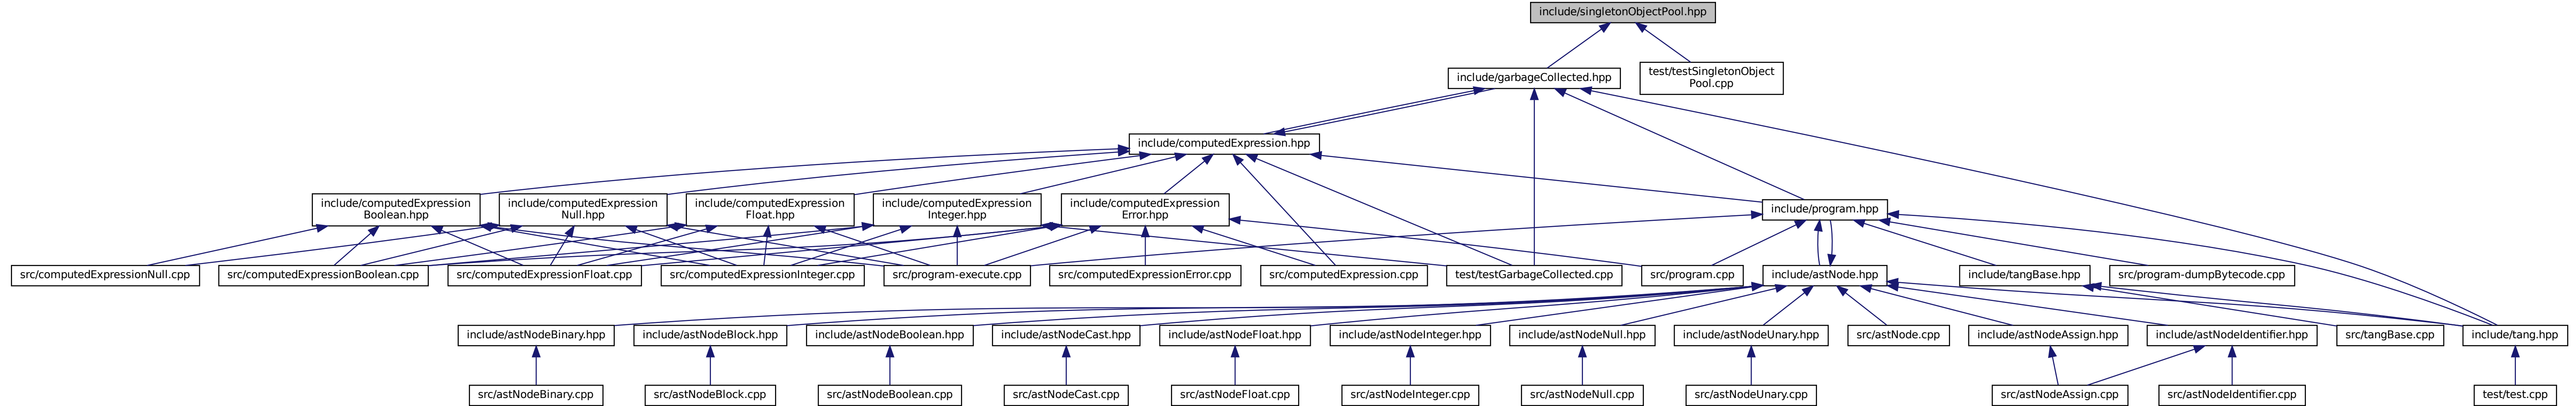 include/singletonObjectPool.hpp
include/garbageCollected.hpp
test/testSingletonObject
Pool.cpp
include/computedExpression.hpp
include/computedExpression
Boolean.hpp
include/computedExpression
Null.hpp
include/computedExpression
Float.hpp
include/computedExpression
Integer.hpp
include/computedExpression
Error.hpp
include/program.hpp
src/computedExpressionNull.cpp
src/computedExpressionBoolean.cpp
src/computedExpressionFloat.cpp
src/computedExpressionInteger.cpp
src/program-execute.cpp
src/computedExpressionError.cpp
src/computedExpression.cpp
test/testGarbageCollected.cpp
src/program.cpp
include/astNode.hpp
include/tangBase.hpp
src/program-dumpBytecode.cpp
include/astNodeBinary.hpp
include/astNodeBlock.hpp
include/astNodeBoolean.hpp
include/astNodeCast.hpp
include/astNodeFloat.hpp
include/astNodeInteger.hpp
include/astNodeNull.hpp
include/astNodeUnary.hpp
src/astNode.cpp
include/astNodeAssign.hpp
include/astNodeIdentifier.hpp
src/tangBase.cpp
include/tang.hpp
src/astNodeBinary.cpp
src/astNodeBlock.cpp
src/astNodeBoolean.cpp
src/astNodeCast.cpp
src/astNodeFloat.cpp
src/astNodeInteger.cpp
src/astNodeNull.cpp
src/astNodeUnary.cpp
src/astNodeAssign.cpp
src/astNodeIdentifier.cpp
test/test.cpp